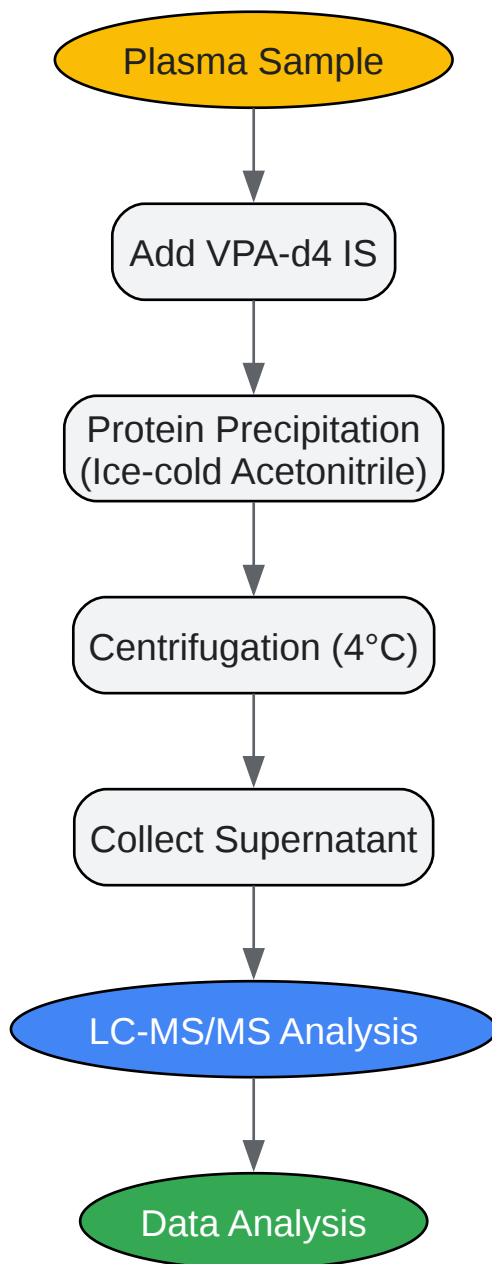 Plasma Sample
Add VPA-d4 IS
Protein Precipitation
(Ice-cold Acetonitrile)
Centrifugation (4°C)
Collect Supernatant
LC-MS/MS Analysis
Data Analysis